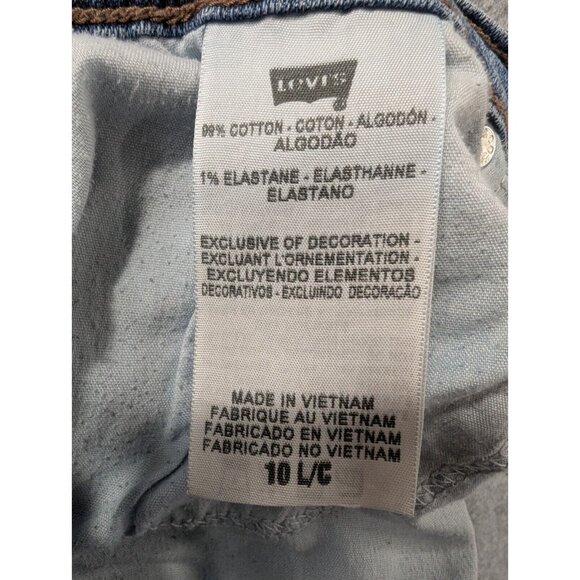 LOVI'S
99% COTTON - COTON - ALGODÓN -
ALGODÃO
1% ELASTANE - ELASTHANNE -
ELASTANO
EXCLUSIVE OF DECORATION -
EXCLUANT L'ORNEMENTATION -
EXCLUYENDO ELEMENTOS
DECORATIVOS - EXCLUINDO DECORAÇÃO
MADE IN VIETNAM
FABRIQUE AU VIETNAM
FABRICADO EN VIETNAM
FABRICADO NO VIETNAM
10 L/C